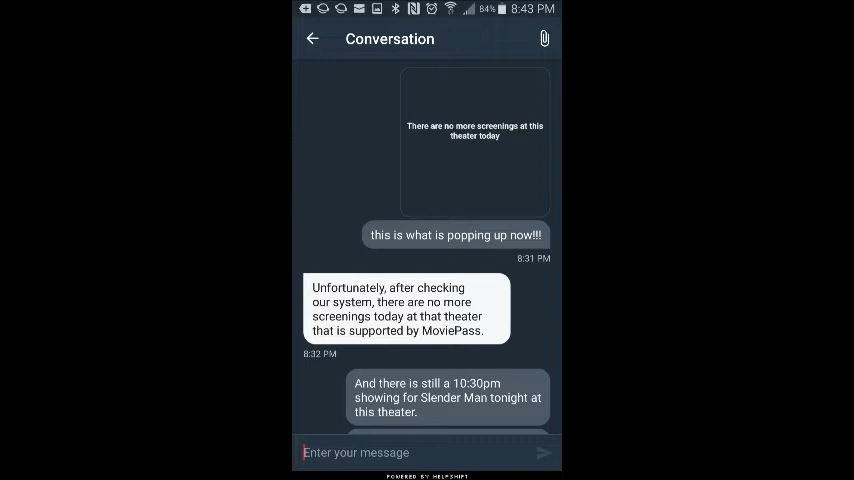 84% 8:43 PM
Conversation
There are no more screenings at this
theater today
this is what is popping up now!!!
8:31 PM
Unfortunately, after checking
our system, there are no more
screenings today at that theater
that is supported by MoviePass.
8:32 PM
And there is still a 10:30pm
showing for Slender Man tonight at
this theater.
Enter your message
POWERED BY HELPSHIFT